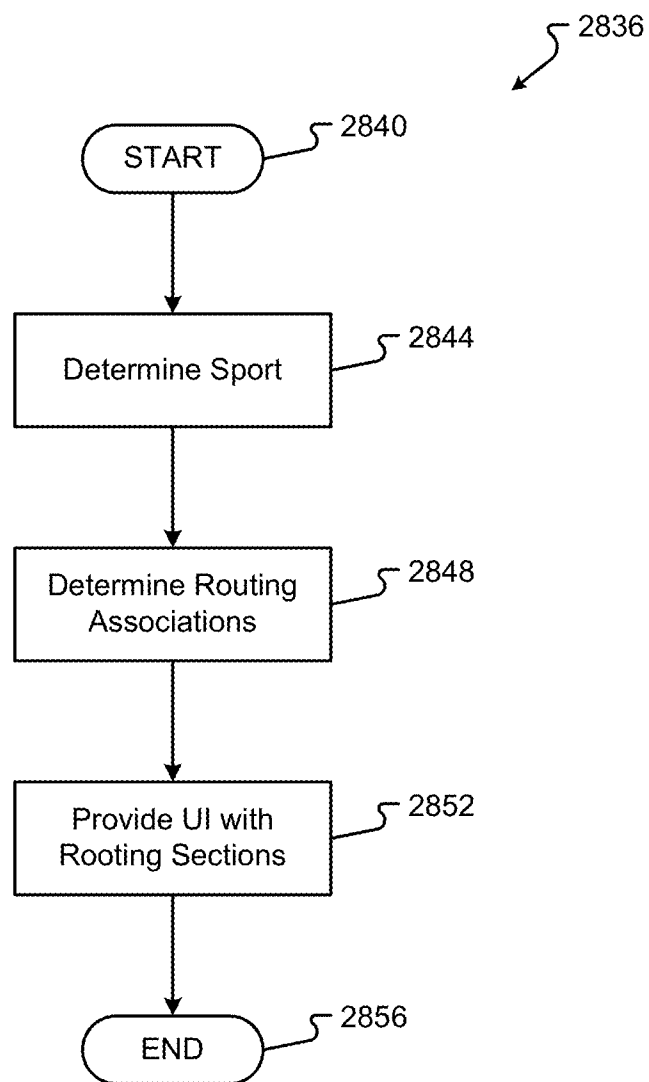 2836
START
2840
Determine Sport
2844
Determine Routing
Associations
2848
Provide UI with
Rooting Sections
2852
END
2856